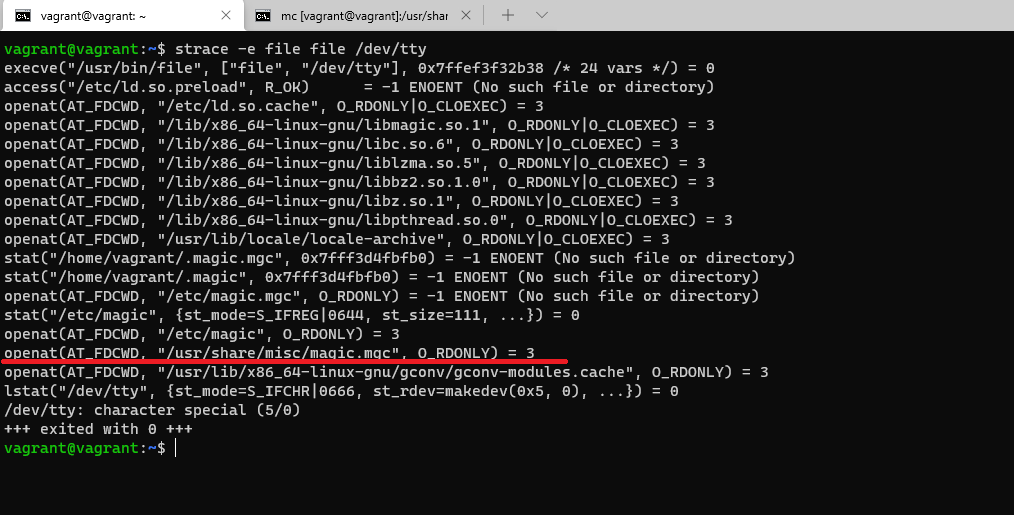 vagrant@vagrant: ~
mc [vagrant@vagrant]:/usr/shar
vagrant@vagrant:~$ strace -e file file /dev/tty
execve("/usr/bin/file", ["file", "/dev/tty"], 0x7ffef3f32b38 /* 24 vars */) = 0
access("/etc/ld.so.preload", R_OK)      = -1 ENOENT (No such file or directory)
openat(AT_FDCWD, "/etc/ld.so.cache", O_RDONLY|O_CLOEXEC) = 3
openat(AT_FDCWD, "/lib/x86_64-linux-gnu/libmagic.so.1", O_RDONLY|O_CLOEXEC) = 3
openat(AT_FDCWD, "/lib/x86_64-linux-gnu/libc.so.6", O_RDONLY|O_CLOEXEC) = 3
openat(AT_FDCWD, "/lib/x86_64-linux-gnu/liblzma.so.5", O_RDONLY|O_CLOEXEC) = 3
openat(AT_FDCWD, "/lib/x86_64-linux-gnu/libbz2.so.1.0", O_RDONLY|O_CLOEXEC) = 3
openat(AT_FDCWD, "/lib/x86_64-linux-gnu/libz.so.1", O_RDONLY|O_CLOEXEC) = 3
openat(AT_FDCWD, "/lib/x86_64-linux-gnu/libpthread.so.0", O_RDONLY|O_CLOEXEC) = 3
openat(AT_FDCWD, "/usr/lib/locale/locale-archive", O_RDONLY|O_CLOEXEC) = 3
stat("/home/vagrant/.magic.mgc", 0x7fff3d4fbfb0) = -1 ENOENT (No such file or directory)
stat("/home/vagrant/.magic", 0x7fff3d4fbfb0) = -1 ENOENT (No such file or directory)
openat(AT_FDCWD, "/etc/magic.mgc", O_RDONLY) = -1 ENOENT (No such file or directory)
stat("/etc/magic", {st_mode=S_IFREG|0644, st_size=111, ...}) = 0
openat(AT_FDCWD, "/etc/magic", O_RDONLY) = 3
openat(AT_FDCWD, "/usr/share/misc/magic.mgc", O_RDONLY) = 3
openat(AT_FDCWD, "/usr/lib/x86_64-linux-gnu/gconv/gconv-modules.cache", O_RDONLY) = 3
lstat("/dev/tty", {st_mode=S_IFCHR|0666, st_rdev=makedev(0x5, 0), ...}) = 0
/dev/tty: character special (5/0)
+++ exited with 0 +++
vagrant@vagrant:~$